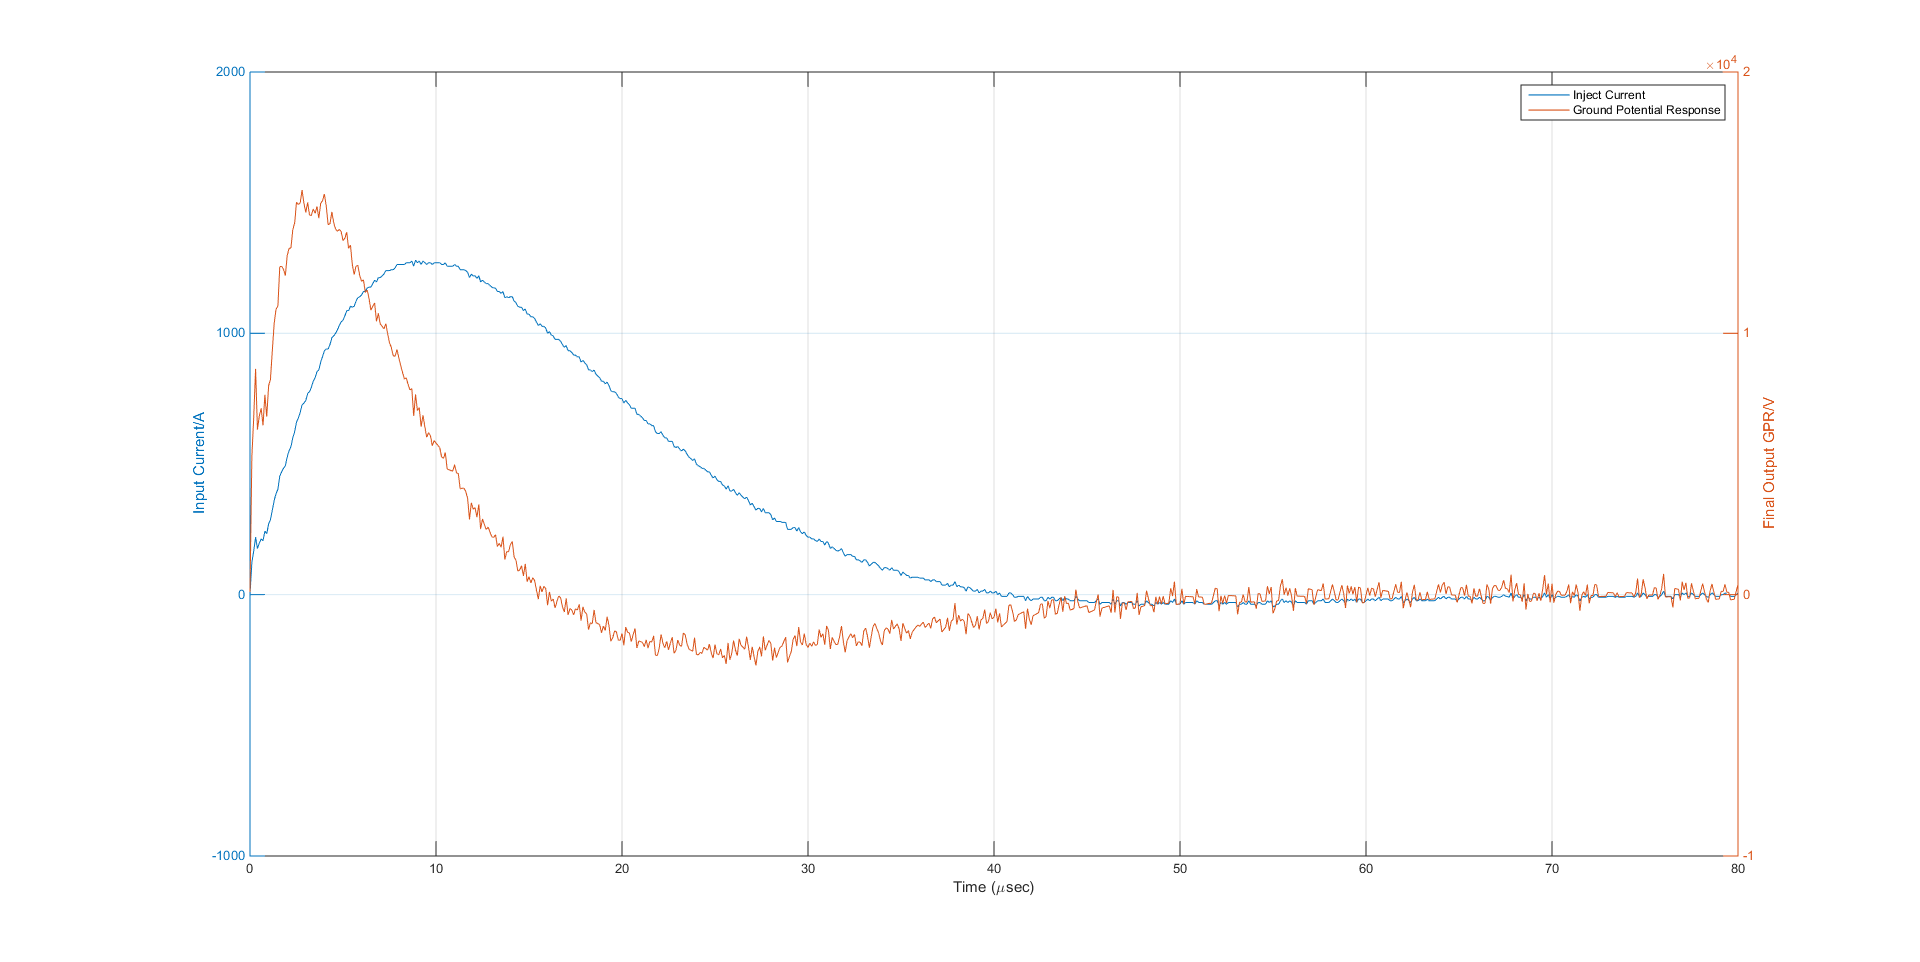 ×10⁴
2000
2
Inject Current
Ground Potential Response
1000
1
Input Current/A
Final Output GPR/V
0
0
-1000
-1
0 10 20 30 40 50 60 70 80
Time (μsec)